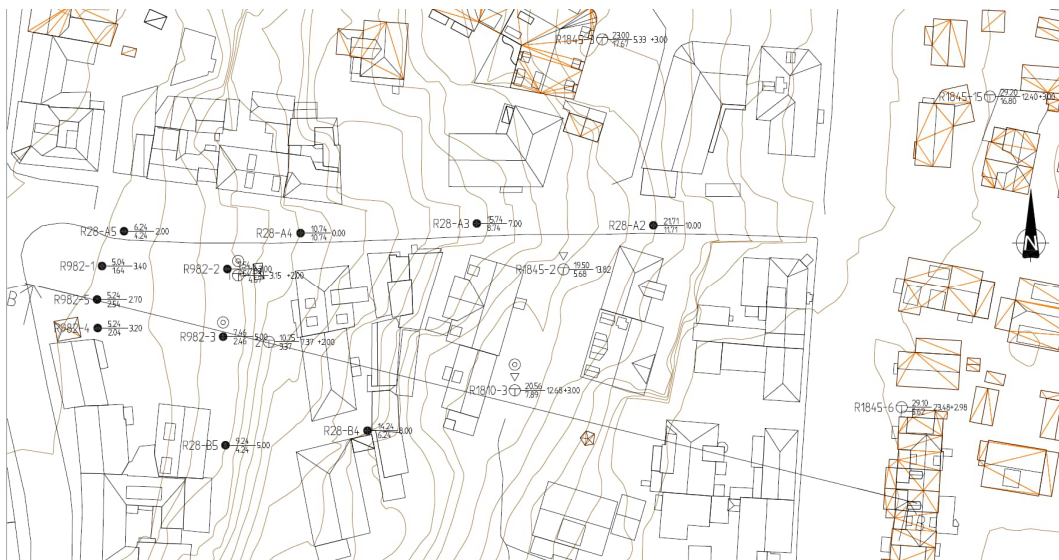 R1845-3 23.00 17.67 5.33 +3.00
R1845-15 29.20 16.80 12.40+3.00
R28-A5 6.24 4.24 2.00
R28-A4 10.74 10.74 0.00
R28-A3 15.74 8.74 7.00
R28-A2 21.71 11.71 10.00
N
R982-1 5.04 1.64 3.40
R982-2 3.15 +2.00
R1845-2 19.50 5.68 13.82
B
R982-5 5.24 2.54 2.70
R982-4 5.24 2.04 3.20
R982-3 7.46 2.46 5.00
2 10.75 3.37 7.37 +2.00
R1810-3 20.56 7.89 12.68+3.00
R1845-6 29.10 5.62 23.48+2.98
R28-B4 14.24 6.24 8.00
R28-B5 9.24 4.24 5.00